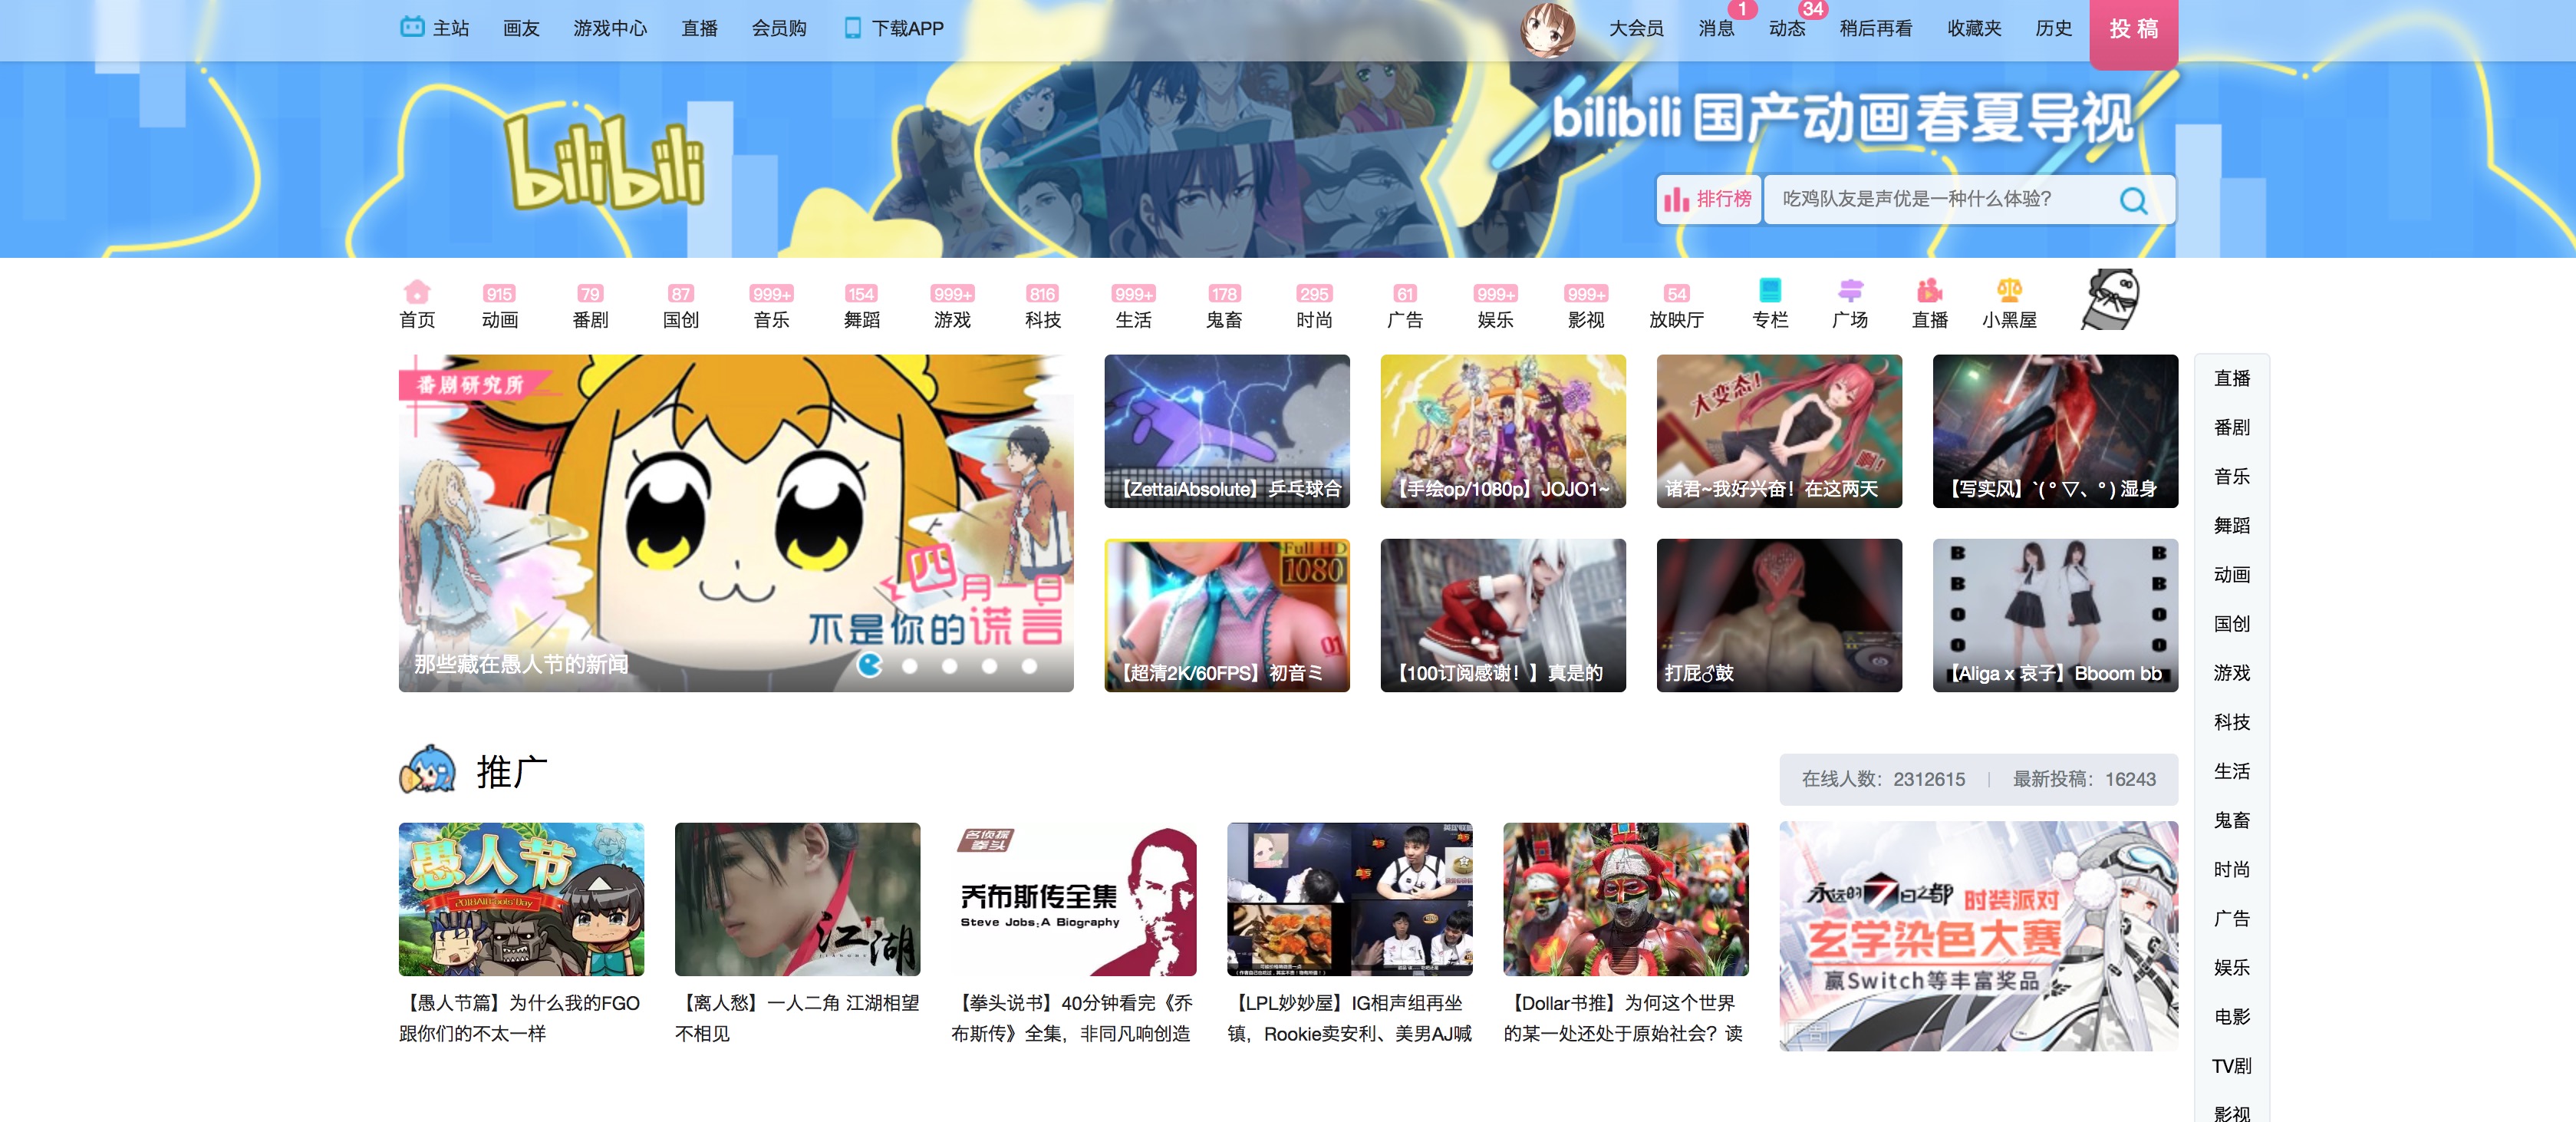 主站 画友 游戏中心 直播 会员购 下载APP 大会员 消息 1 动态 34 稍后再看 收藏夹 历史 投稿
bilibili
bilibili 国产动画春夏导视
排行榜 吃鸡队友是声优是一种什么体验?
915 79 87 999+ 154 999+ 816 999+ 178 295 61 999+ 999+ 54
首页 动画 番剧 国创 音乐 舞蹈 游戏 科技 生活 鬼畜 时尚 广告 娱乐 影视 放映厅 专栏 广场 直播 小黑屋
番剧研究所
四月一日
不是你的谎言
那些藏在愚人节的新闻
【ZettaiAbsolute】乒乓球合
【手绘op/1080p】JOJO1~
大变态!
啊!
诸君~我好兴奋！在这两天
【写实风】`( ° ▽、° ) 湿身
Full HD
1080
01
【超清2K/60FPS】初音ミ
【100订阅感谢！】真是的
打屁♂鼓
B B
B B
O O
O O
【Aliga x 哀子】Bboom bb
推广
在线人数：2312615 | 最新投稿：16243
愚人节
2018 All Fools' Day
【愚人节篇】为什么我的FGO
跟你们的不太一样
江湖
JIANGHU
【离人愁】一人二角 江湖相望
不相见
名侦探
拳头
乔布斯传全集
Steve Jobs:A Biography
【拳头说书】40分钟看完《乔
布斯传》全集，非同凡响创造
【LPL妙妙屋】IG相声组再坐
镇，Rookie卖安利、美男AJ喊
【Dollar书推】为何这个世界
的某一处还处于原始社会？读
永远的7日之都 时装派对
玄学染色大赛
赢Switch等丰富奖品
广告
直播
番剧
音乐
舞蹈
动画
国创
游戏
科技
生活
鬼畜
时尚
广告
娱乐
电影
TV剧
影视